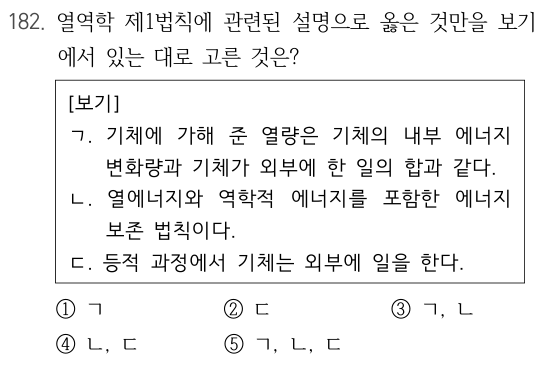 182. 열역학 제1법칙에 관련된 설명으로 옳은 것만을 보기
에서 있는 대로 고른 것은?
[보기]
ㄱ. 기체에 가해 준 열량은 기체의 내부 에너지
변화량과 기체가 외부에 한 일의 합과 같다.
ㄴ. 열에너지와 역학적 에너지를 포함한 에너지
보존 법칙이다.
ㄷ. 등적 과정에서 기체는 외부에 일을 한다.
① ㄱ ② ㄷ ③ ㄱ, ㄴ
④ ㄴ, ㄷ ⑤ ㄱ, ㄴ, ㄷ